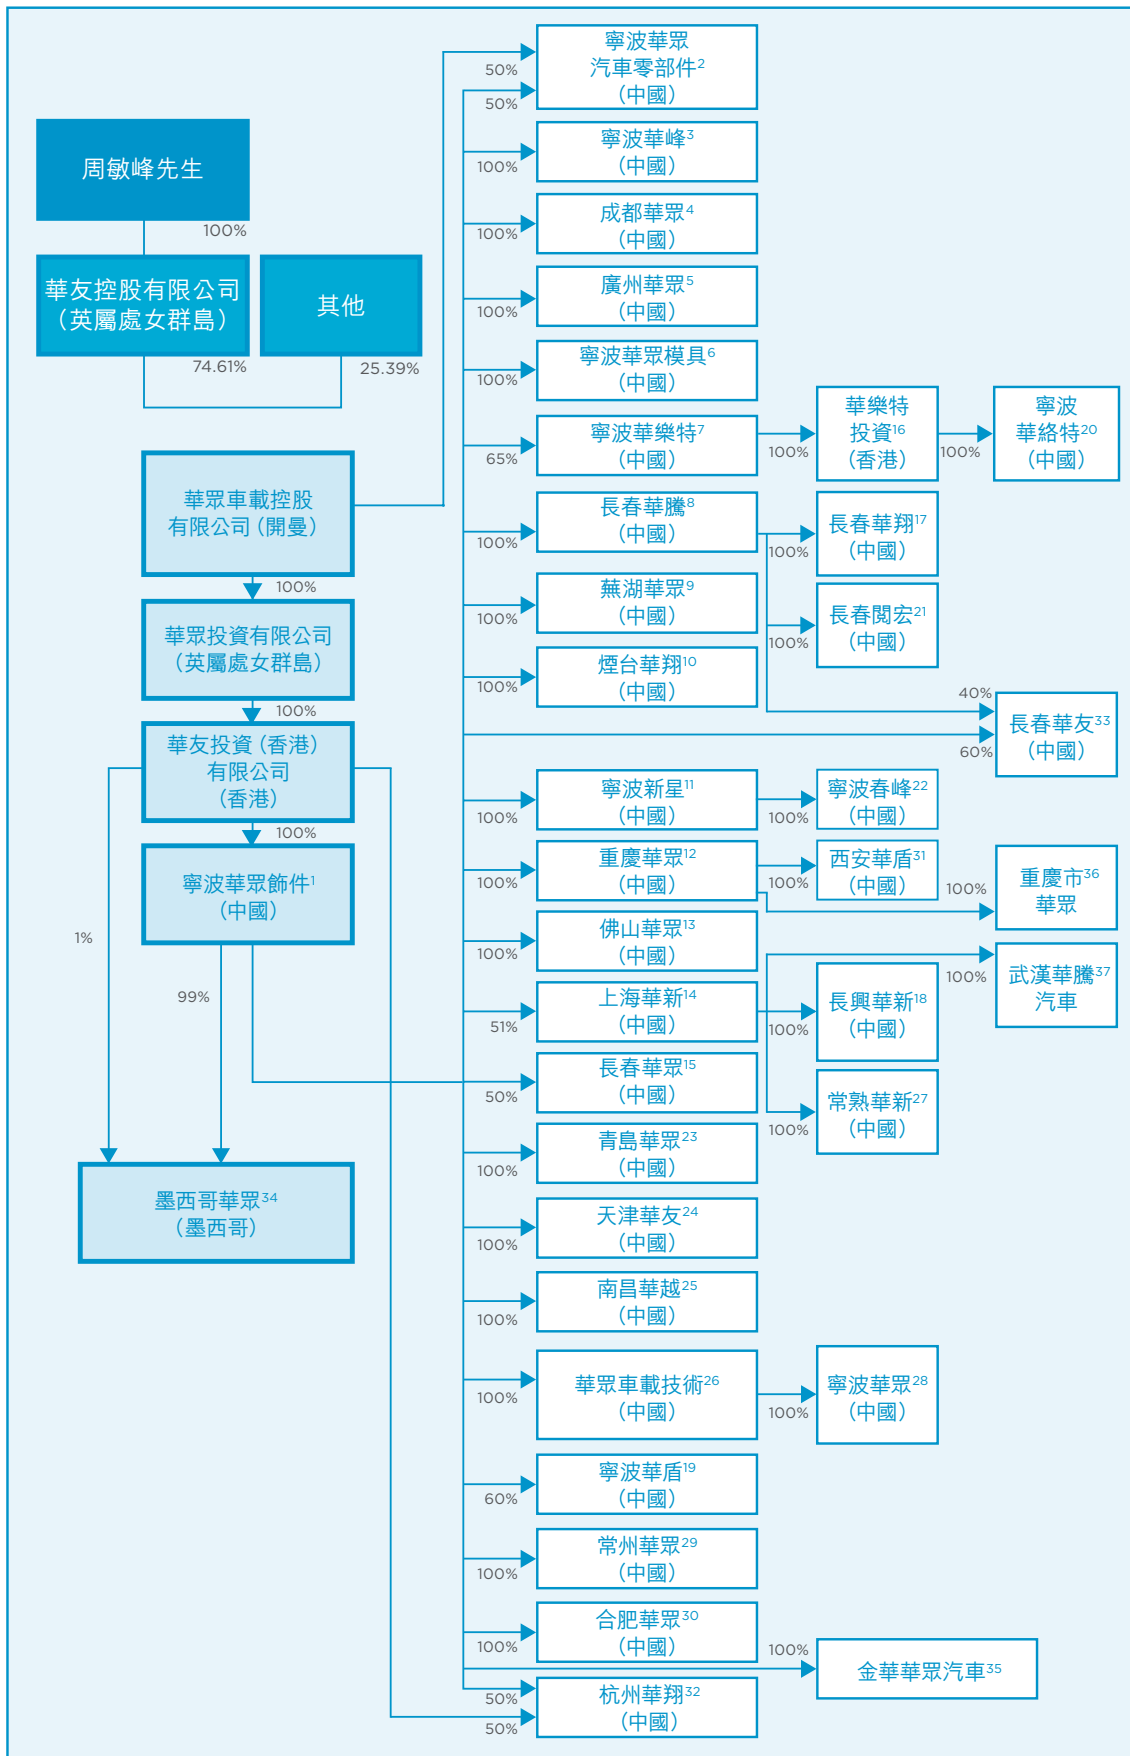 周敏峰先生
100%
華友控股有限公司
（英屬處女群島）
74.61%
其他
25.39%
華眾車載控股
有限公司（開曼）
100%
華眾投資有限公司
（英屬處女群島）
100%
華友投資（香港）
有限公司
（香港）
100%
寧波華眾飾件1
（中國）
1%
99%
墨西哥華眾34
（墨西哥）
50%
50%
寧波華眾
汽車零部件2
（中國）
100%
寧波華峰3
（中國）
100%
成都華眾4
（中國）
100%
廣州華眾5
（中國）
100%
寧波華眾模具6
（中國）
65%
寧波華樂特7
（中國）
100%
華樂特
投資16
（香港）
100%
寧波
華絡特20
（中國）
100%
長春華騰8
（中國）
100%
長春華翔17
（中國）
100%
蕪湖華眾9
（中國）
100%
長春閲宏21
（中國）
100%
煙台華翔10
（中國）
40%
60%
長春華友33
（中國）
100%
寧波新星11
（中國）
100%
寧波春峰22
（中國）
100%
重慶華眾12
（中國）
100%
西安華盾31
（中國）
100%
重慶市36
華眾
100%
佛山華眾13
（中國）
100%
武漢華騰37
汽車
51%
上海華新14
（中國）
100%
長興華新18
（中國）
50%
長春華眾15
（中國）
100%
常熟華新27
（中國）
100%
青島華眾23
（中國）
100%
天津華友24
（中國）
100%
南昌華越25
（中國）
100%
華眾車載技術26
（中國）
100%
寧波華眾28
（中國）
60%
寧波華盾19
（中國）
100%
常州華眾29
（中國）
100%
合肥華眾30
（中國）
100%
金華華眾汽車35
50%
50%
杭州華翔32
（中國）